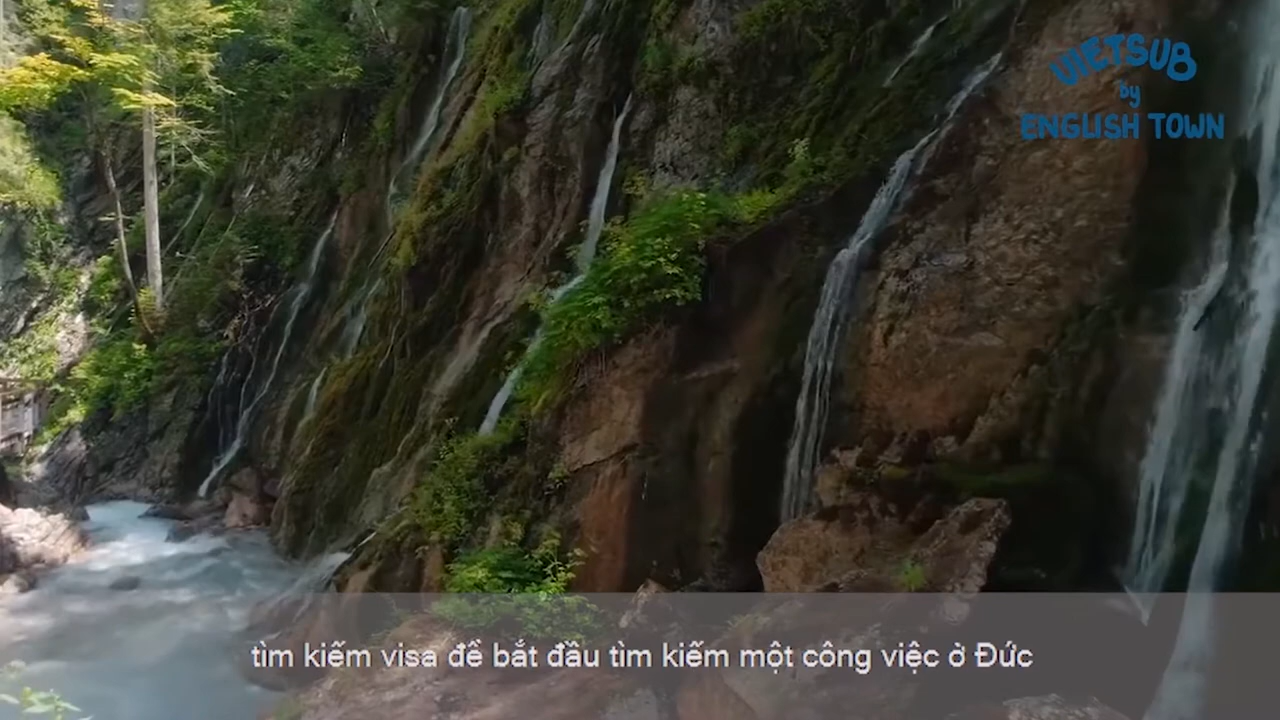 VIETSUB
by
ENGLISH TOWN
tìm kiếm visa để bắt đầu tìm kiếm một công việc ở Đức